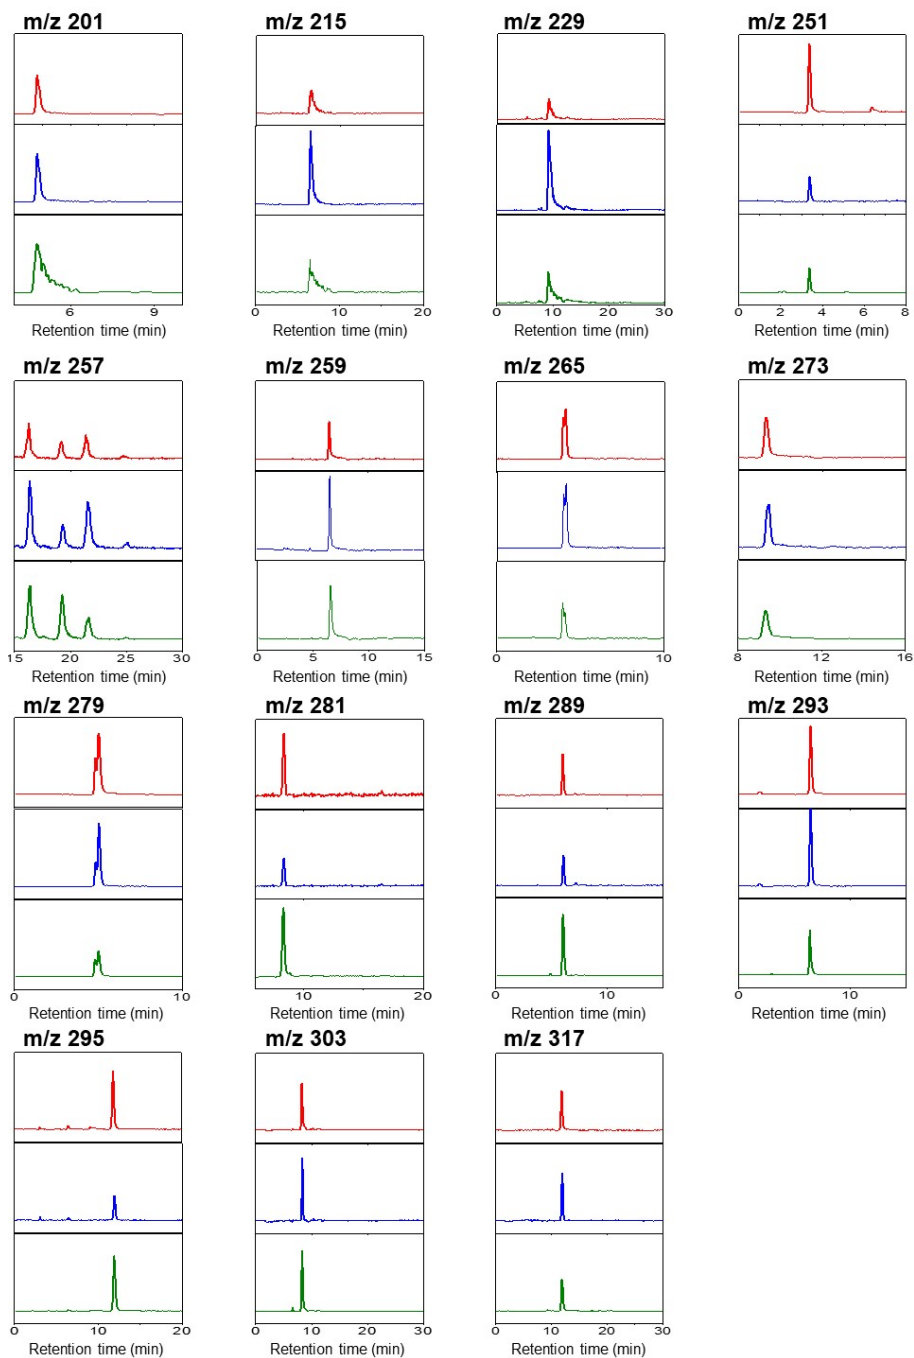 m/z 201 m/z 215 m/z 229 m/z 251
6 9 0 10 20 0 10 20 30 0 2 4 6 8
Retention time (min) Retention time (min) Retention time (min) Retention time (min)
m/z 257 m/z 259 m/z 265 m/z 273
15 20 25 30 0 5 10 15 0 10 8 12 16
Retention time (min) Retention time (min) Retention time (min) Retention time (min)
m/z 279 m/z 281 m/z 289 m/z 293
0 10 10 20 0 10 0 10
Retention time (min) Retention time (min) Retention time (min) Retention time (min)
m/z 295 m/z 303 m/z 317
0 10 20 0 10 20 30 0 10 20 30
Retention time (min) Retention time (min) Retention time (min)